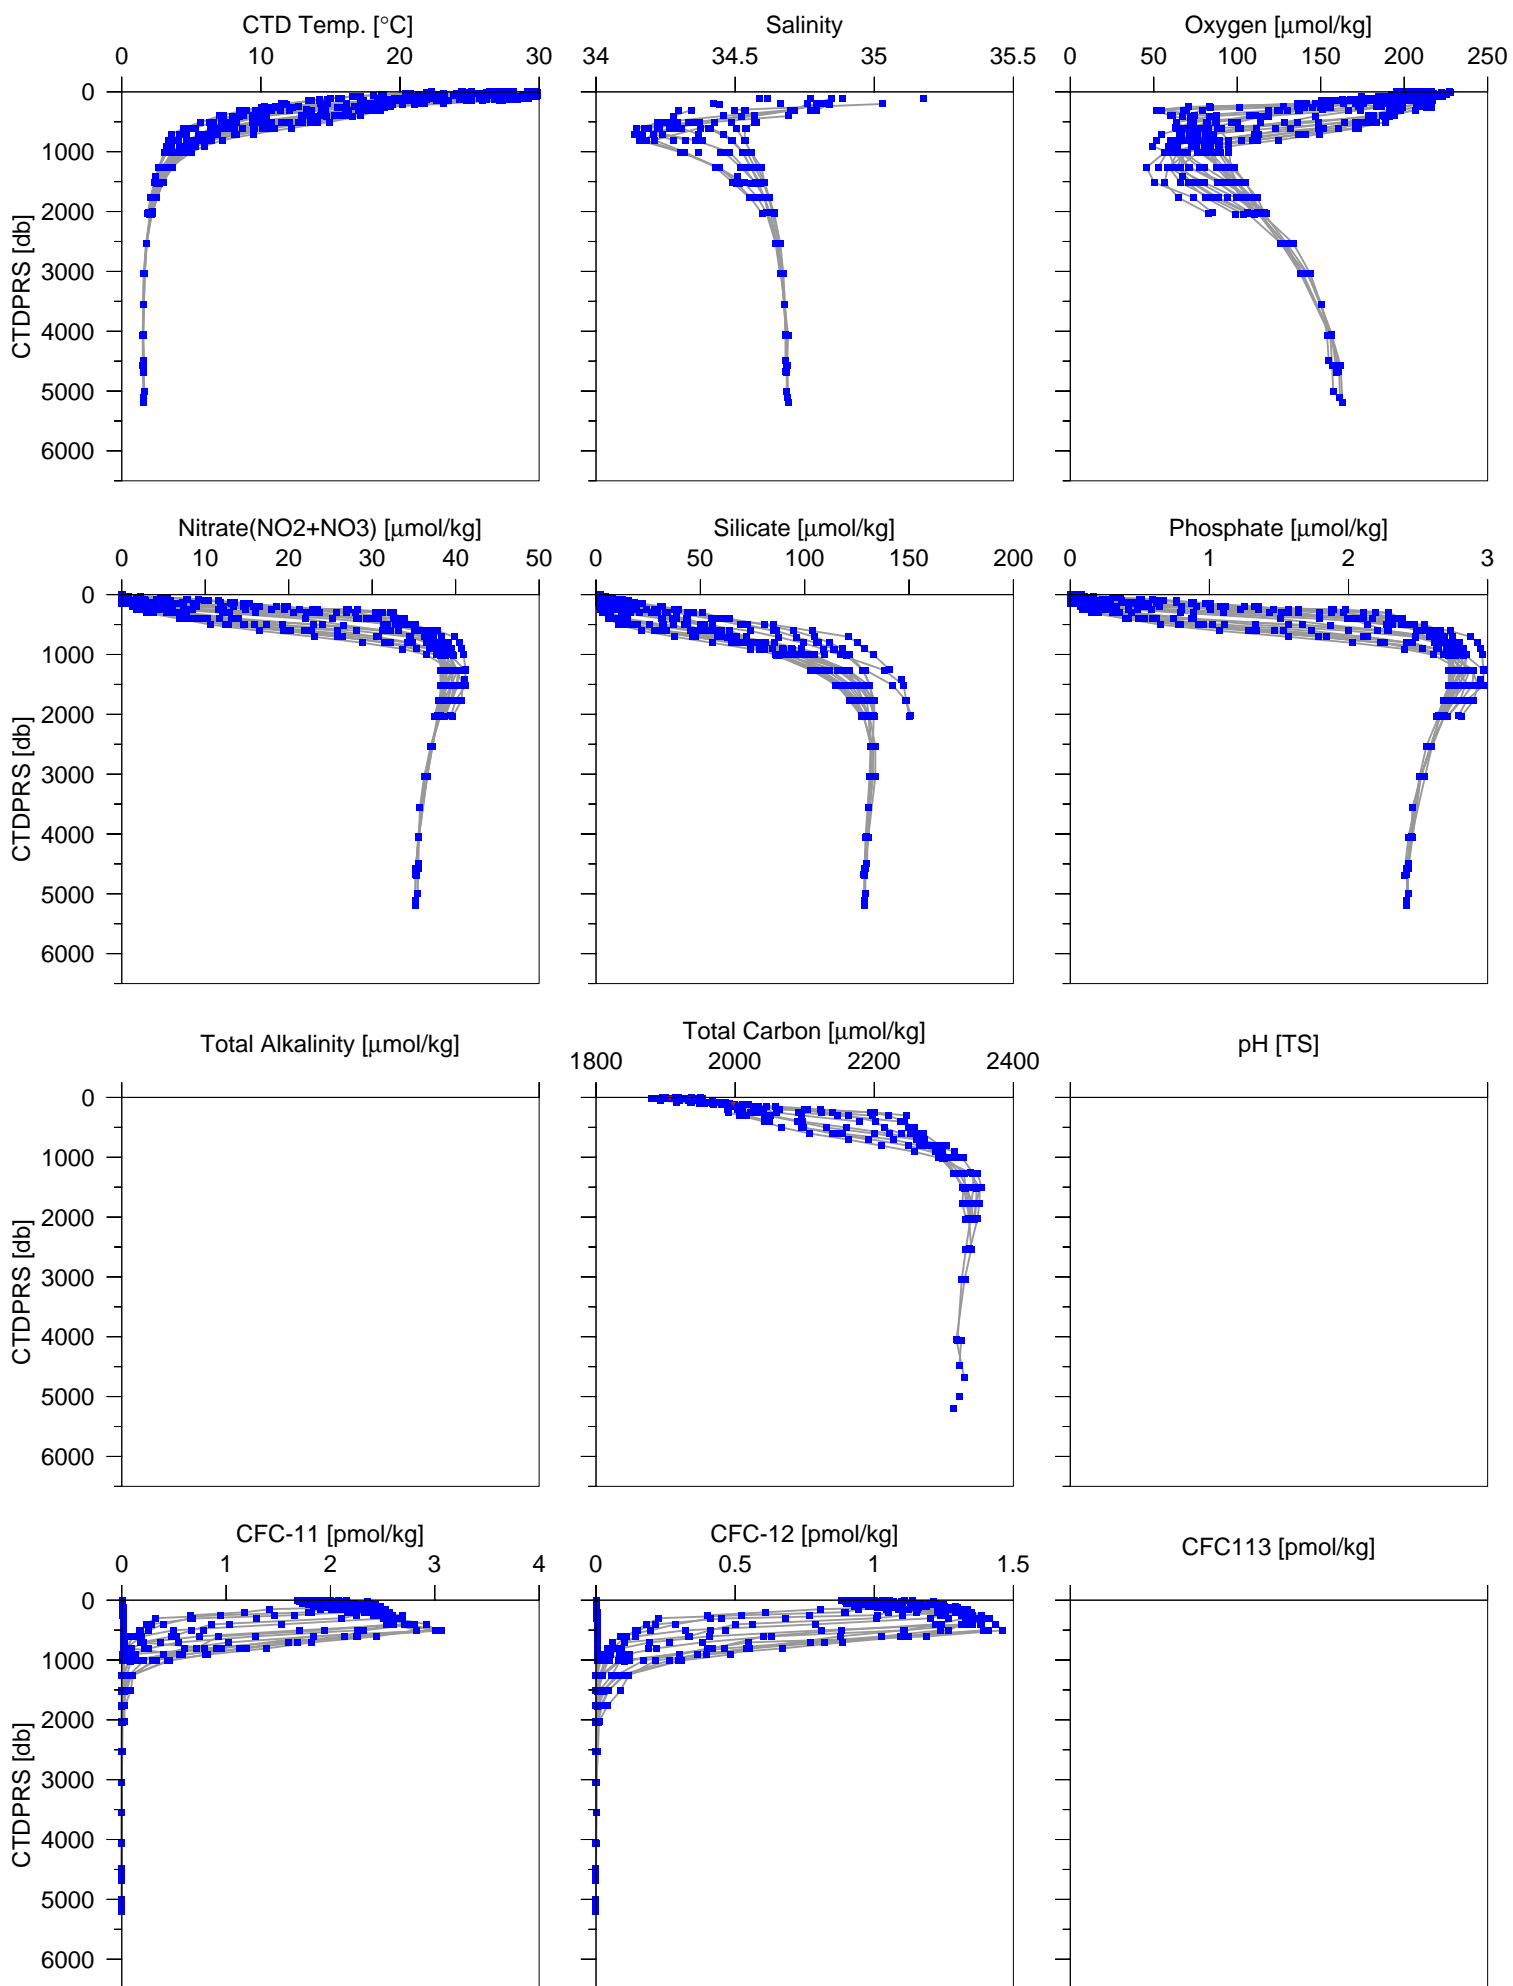 CTD Temp. [°C] Salinity Oxygen [μmol/kg]
0 10 20 30 34 34.5 35 35.5 0 50 100 150 200 250
0
1000
2000
3000
4000
5000
6000
CTDPRS [db]
Nitrate(NO2+NO3) [μmol/kg] Silicate [μmol/kg] Phosphate [μmol/kg]
0 10 20 30 40 50 0 50 100 150 200 0 1 2 3
0
1000
2000
3000
4000
5000
6000
CTDPRS [db]
Total Alkalinity [μmol/kg] Total Carbon [μmol/kg] pH [TS]
1800 2000 2200 2400
0
1000
2000
3000
4000
5000
6000
CTDPRS [db]
CFC-11 [pmol/kg] CFC-12 [pmol/kg] CFC113 [pmol/kg]
0 1 2 3 4 0 0.5 1 1.5
0
1000
2000
3000
4000
5000
6000
CTDPRS [db]